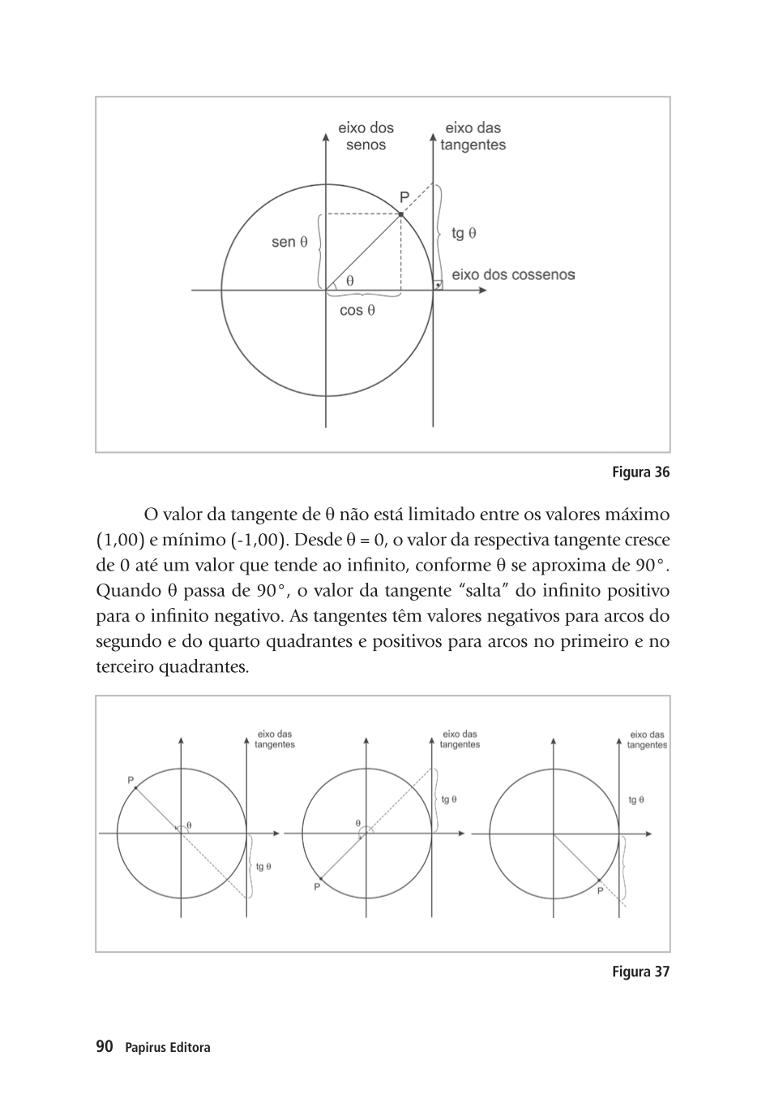 eixo dos
senos
eixo das
tangentes
P
sen θ
tg θ
θ
eixo dos cossenos
cos θ
Figura 36
O valor da tangente de θ não está limitado entre os valores máximo
(1,00) e mínimo (-1,00). Desde θ = 0, o valor da respectiva tangente cresce
de 0 até um valor que tende ao infinito, conforme θ se aproxima de 90°.
Quando θ passa de 90°, o valor da tangente “salta” do infinito positivo
para o infinito negativo. As tangentes têm valores negativos para arcos do
segundo e do quarto quadrantes e positivos para arcos no primeiro e no
terceiro quadrantes.
eixo das
tangentes
P
θ
tg θ
eixo das
tangentes
tg θ
θ
P
eixo das
tangentes
tg θ
P
Figura 37
90 Papirus Editora